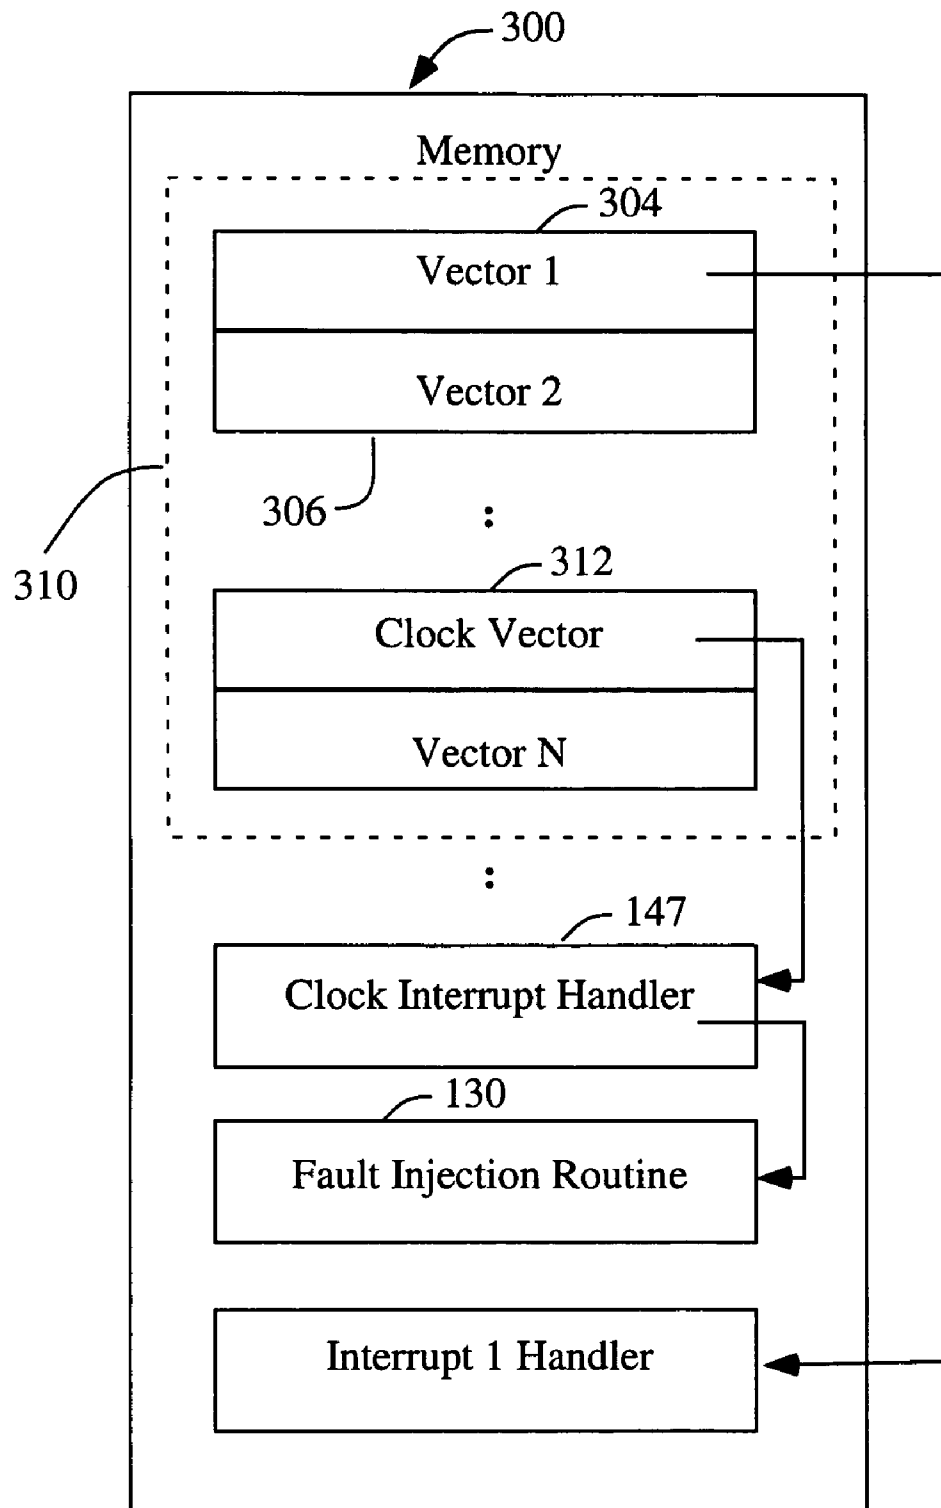 300
Memory
304
Vector 1
Vector 2
306
:
310
312
Clock Vector
Vector N
:
147
Clock Interrupt Handler
130
Fault Injection Routine
Interrupt 1 Handler